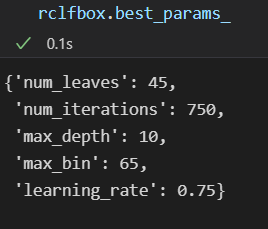 rclfbox.best_params_
0.1s
{'num_leaves': 45,
'num_iterations': 750,
'max_depth': 10,
'max_bin': 65,
'learning_rate': 0.75}